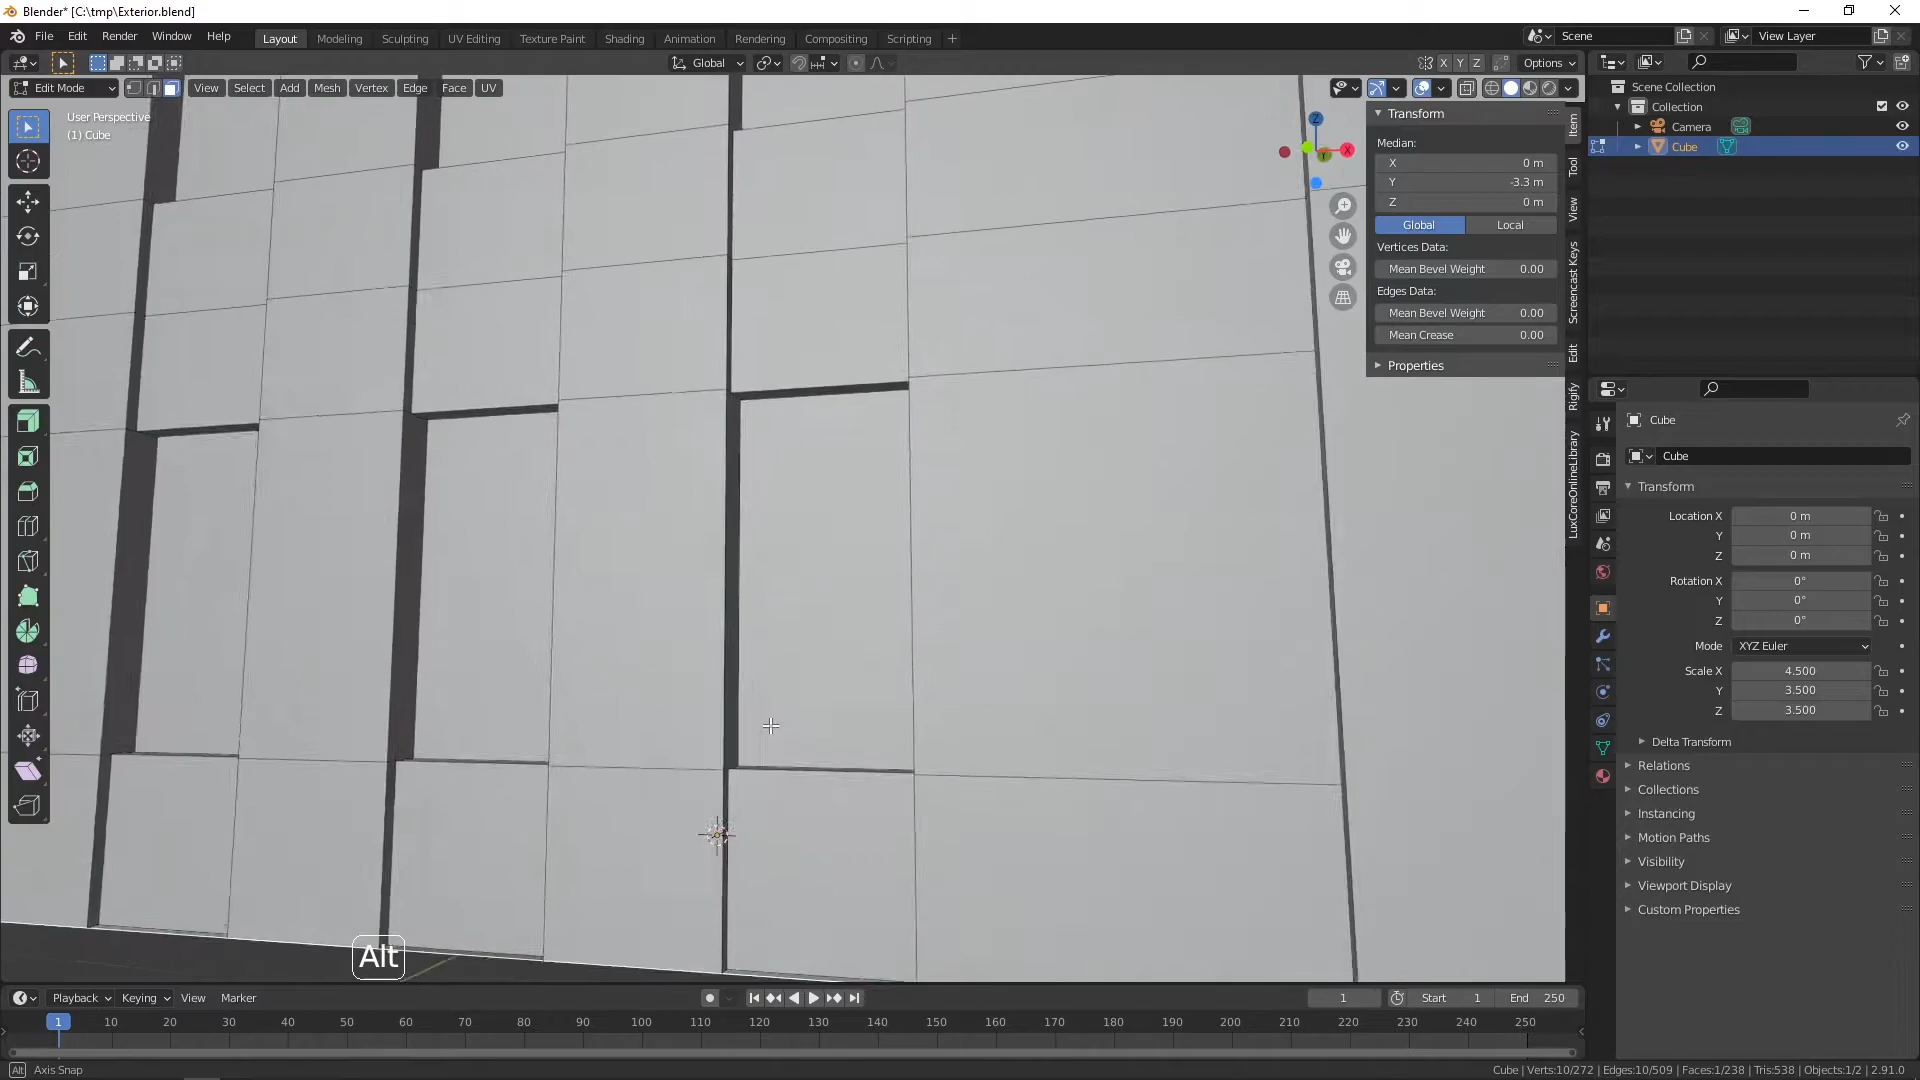 Blender* [C:\tmp\Exterior.blend]
File Edit Render Window Help
Layout Modeling Sculpting UV Editing Texture Paint Shading Animation Rendering Compositing Scripting +
Scene
View Layer
Global
X Y Z
Options
Edit Mode
View Select Add Mesh Vertex Edge Face UV
User Perspective
(1) Cube
Z
X
Y
Transform
Median:
X 0 m
Y -3.3 m
Z 0 m
Global Local
Vertices Data:
Mean Bevel Weight 0.00
Edges Data:
Mean Bevel Weight 0.00
Mean Crease 0.00
Properties
Item
Tool
View
Screencast Keys
Edit
Rigify
LuxCoreOnlineLibrary
Scene Collection
Collection
Camera
Cube
Cube
Cube
Transform
Location X 0 m
Y 0 m
Z 0 m
Rotation X 0°
Y 0°
Z 0°
Mode XYZ Euler
Scale X 4.500
Y 3.500
Z 3.500
Delta Transform
Relations
Collections
Instancing
Motion Paths
Visibility
Viewport Display
Custom Properties
Alt
Playback Keying View Marker
1
Start 1
End 250
1 10 20 30 40 50 60 70 80 90 100 110 120 130 140 150 160 170 180 190 200 210 220 230 240 250
Alt Axis Snap
Cube | Verts:10/272 | Edges:10/509 | Faces:1/238 | Tris:538 | Objects:1/2 | 2.91.0